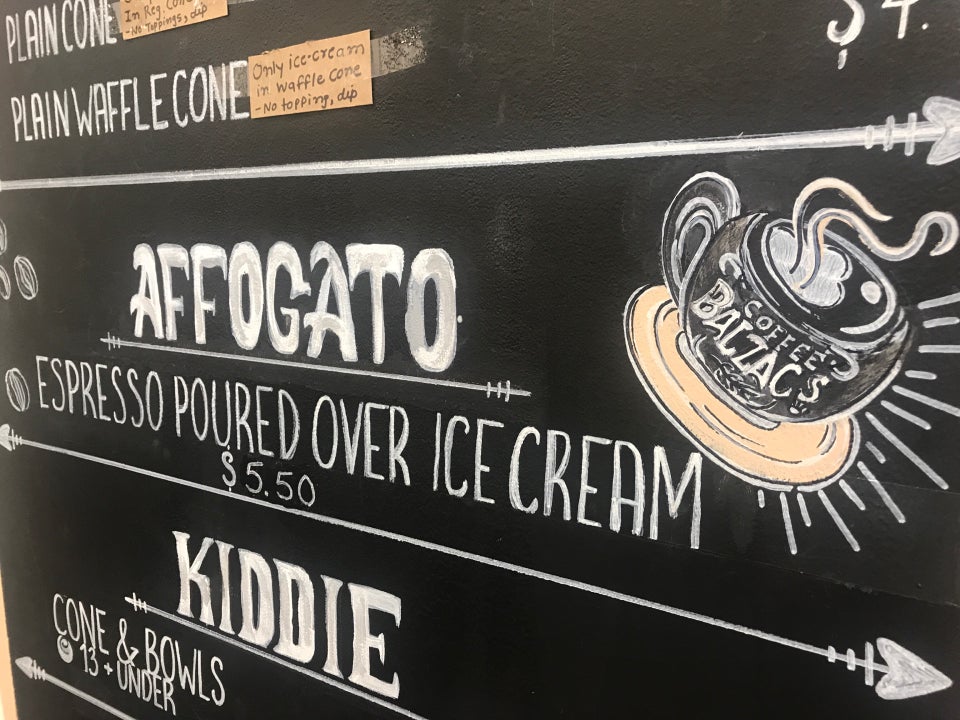 PLAIN CONE
In Reg. Cone
- No Toppings, dip
$4.
PLAIN WAFFLE CONE
Only ice-cream
in waffle cone
- No topping, dip
AFFOGATO
ESPRESSO POURED OVER ICE CREAM
$5.50
COFFEE
BALZAC'S
KIDDIE
CONE & BOWLS
13 + UNDER